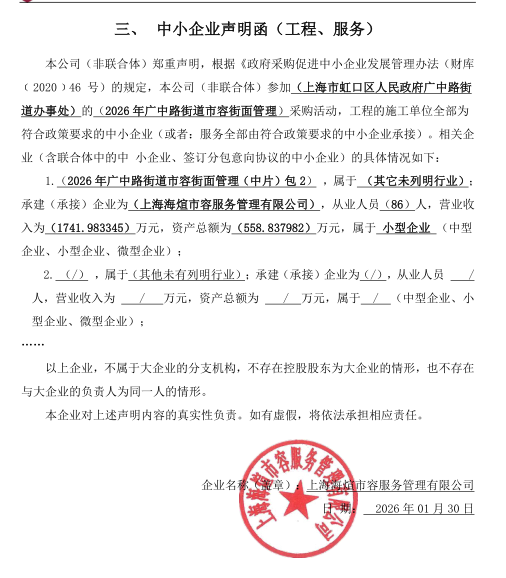 三、 中小企业声明函（工程、服务）
本公司（非联合体）郑重声明，根据《政府采购促进中小企业发展管理办法（财库
﹝2020﹞46 号）的规定，本公司（非联合体）参加（上海市虹口区人民政府广中路街
道办事处）的（2026 年广中路街道市容街面管理）采购活动，工程的施工单位全部为
符合政策要求的中小企业（或者：服务全部由符合政策要求的中小企业承接）。相关企
业（含联合体中的中 小企业、签订分包意向协议的中小企业）的具体情况如下：
1.（2026 年广中路街道市容街面管理（中片）包 2），属于（其它未列明行业）；
承建（承接）企业为（上海海煊市容服务管理有限公司），从业人员（86）人，营业收
入为（1741.983345）万元，资产总额为（558.837982）万元，属于 小型企业 （中型
企业、小型企业、微型企业）；
2. （/），属于（其他未有列明行业）；承建（承接）企业为（/），从业人员 /
人，营业收入为 / 万元，资产总额为 / 万元，属于 / （中型企业、小
型企业、微型企业）；
……
以上企业，不属于大企业的分支机构，不存在控股股东为大企业的情形，也不存在
与大企业的负责人为同一人的情形。
本企业对上述声明内容的真实性负责。如有虚假，将依法承担相应责任。
企业名称（盖章）：上海海煊市容服务管理有限公司
日 期： 2026 年 01 月 30 日
上海海煊市容服务管理有限公司